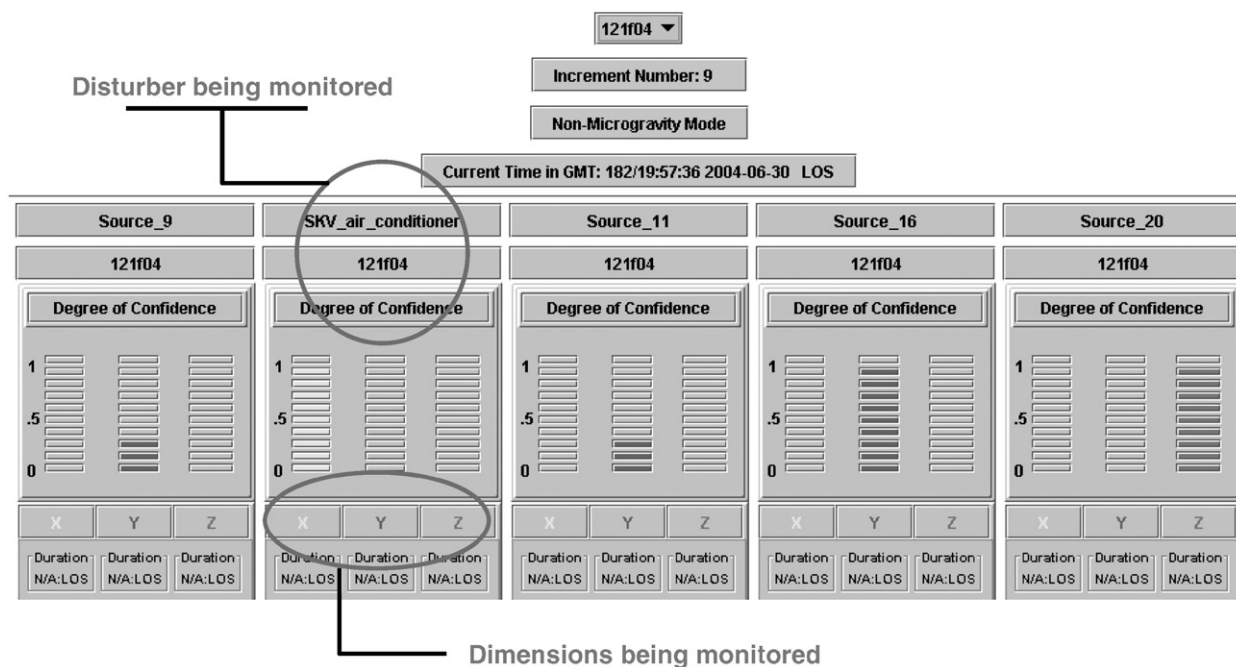 121f04
Increment Number: 9
Disturber being monitored
Non-Microgravity Mode
Current Time in GMT: 182/19:57:36 2004-06-30 LOS
Source_9 SKV_air_conditioner Source_11 Source_16 Source_20
121f04 121f04 121f04 121f04 121f04
Degree of Confidence Degree of Confidence Degree of Confidence Degree of Confidence Degree of Confidence
1 1 1 1 1
.5 .5 .5 .5 .5
0 0 0 0 0
X Y Z X Y Z X Y Z X Y Z X Y Z
Duration Duration Duration Duration Duration Duration Duration Duration Duration Duration Duration Duration Duration Duration Duration
N/A:LOS N/A:LOS N/A:LOS N/A:LOS N/A:LOS N/A:LOS N/A:LOS N/A:LOS N/A:LOS N/A:LOS N/A:LOS N/A:LOS N/A:LOS N/A:LOS N/A:LOS
Dimensions being monitored